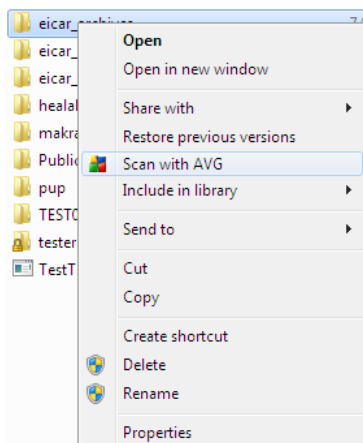 eicar_archives
Open
eicar_
Open in new window
eicar_
healal
Share with
makra
Restore previous versions
Public
Scan with AVG
pup
Include in library
TEST0
Send to
tester
TestT
Cut
Copy
Create shortcut
Delete
Rename
Properties